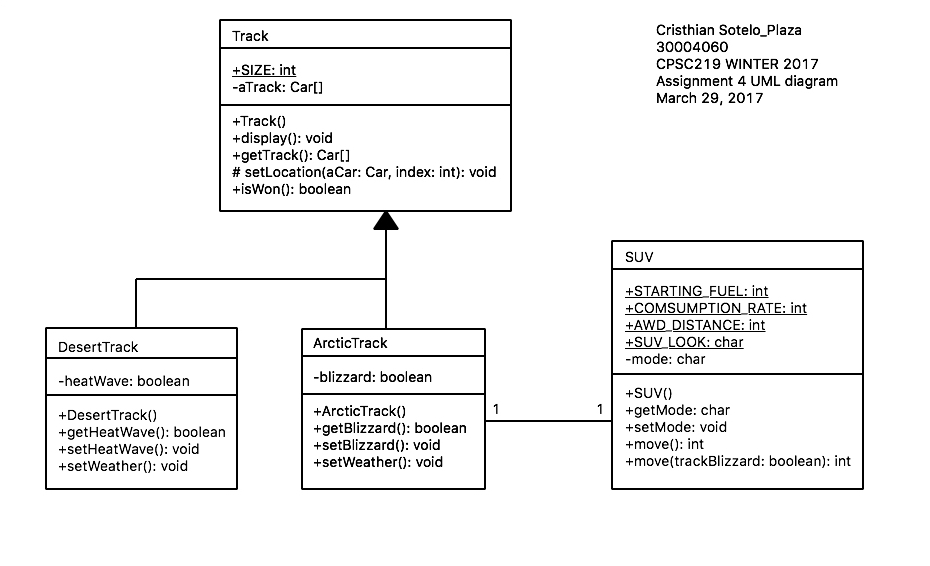 Cristhian Sotelo_Plaza
30004060
CPSC219 WINTER 2017
Assignment 4 UML diagram
March 29, 2017
Track
+SIZE: int
-aTrack: Car[]
+Track()
+display(): void
+getTrack(): Car[]
# setLocation(aCar: Car, index: int): void
+isWon(): boolean
DesertTrack
-heatWave: boolean
+DesertTrack()
+getHeatWave(): boolean
+setHeatWave(): void
+setWeather(): void
ArcticTrack
-blizzard: boolean
+ArcticTrack()
+getBlizzard(): boolean
+setBlizzard(): void
+setWeather(): void
1
1
SUV
+STARTING_FUEL: int
+COMSUMPTION_RATE: int
+AWD_DISTANCE: int
+SUV_LOOK: char
-mode: char
+SUV()
+getMode: char
+setMode: void
+move(): int
+move(trackBlizzard: boolean): int